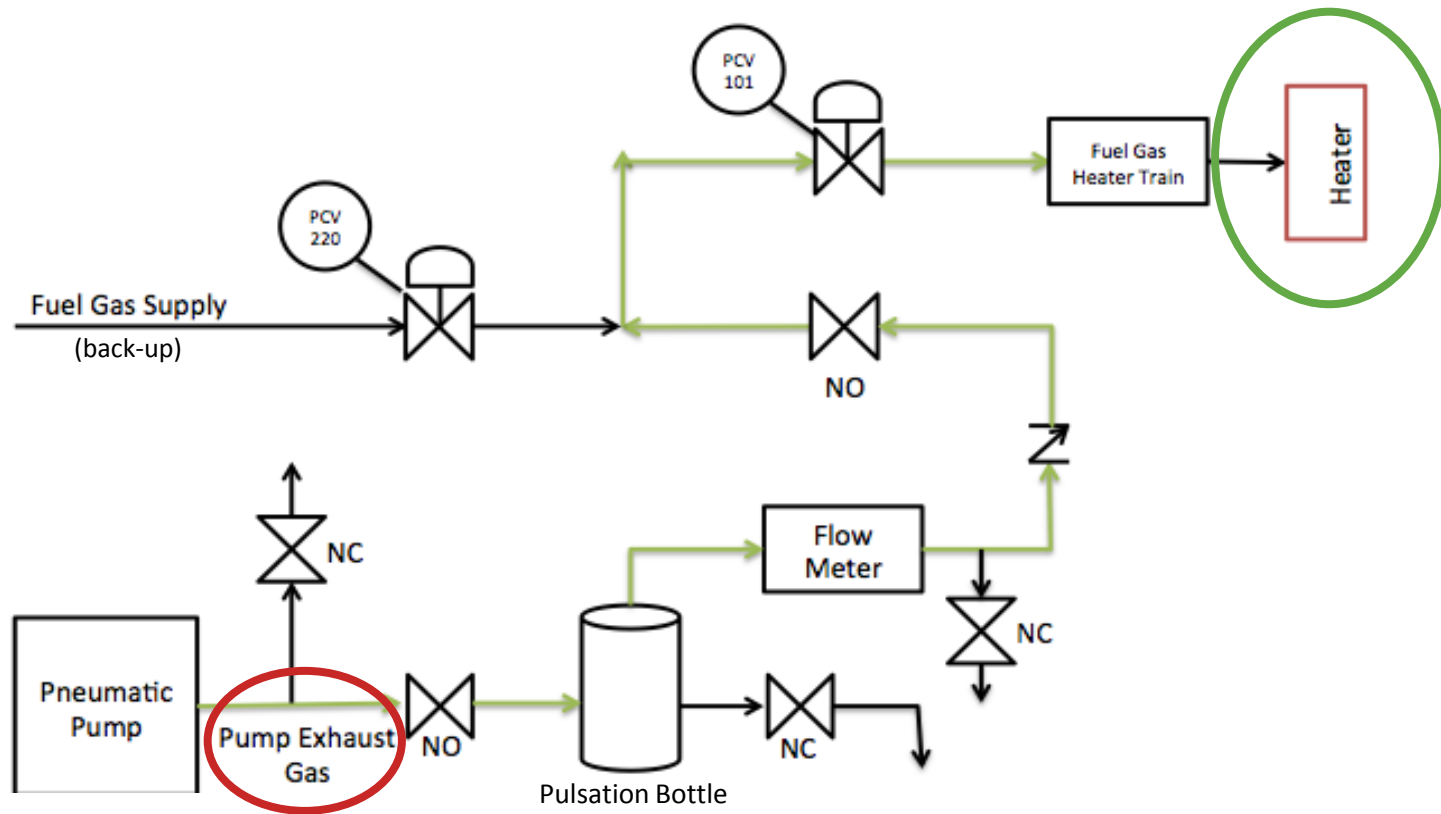 PCV
101
Fuel Gas
Heater Train
Heater
PCV
220
Fuel Gas Supply
(back-up)
NO
NC
Flow
Meter
NC
Pneumatic
Pump
Pump Exhaust
Gas
NO
NC
Pulsation Bottle